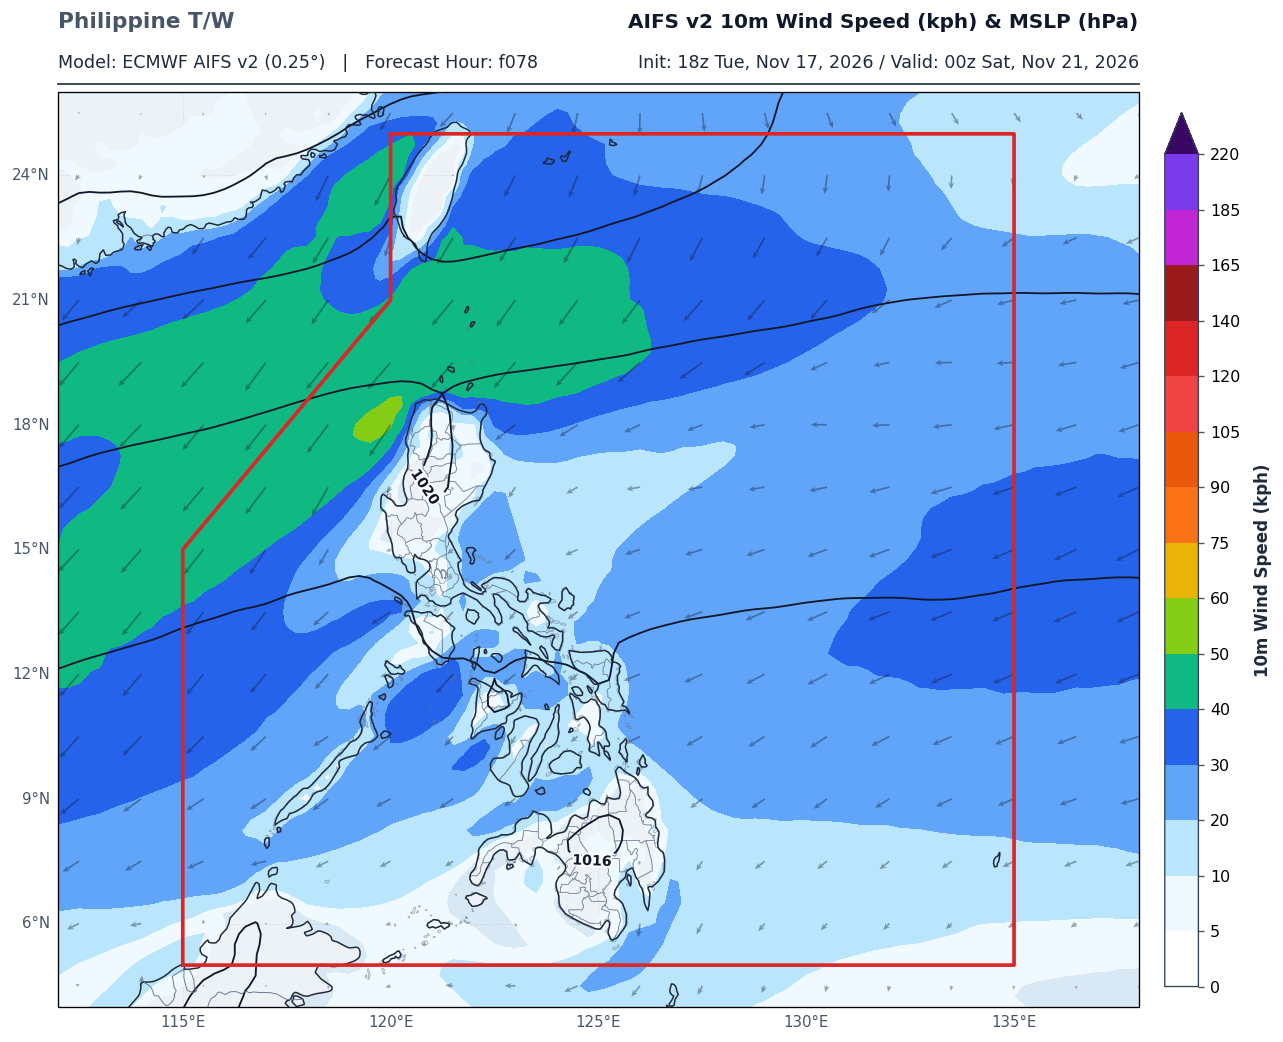 Philippine T/W
AIFS v2 10m Wind Speed (kph) & MSLP (hPa)
Model: ECMWF AIFS v2 (0.25°) | Forecast Hour: f078
Init: 18z Tue, Nov 17, 2026 / Valid: 00z Sat, Nov 21, 2026
24°N
21°N
18°N
15°N
12°N
9°N
6°N
1020
1016
115°E
120°E
125°E
130°E
135°E
220
185
165
140
120
105
90
75
60
50
40
30
20
10
5
0
10m Wind Speed (kph)